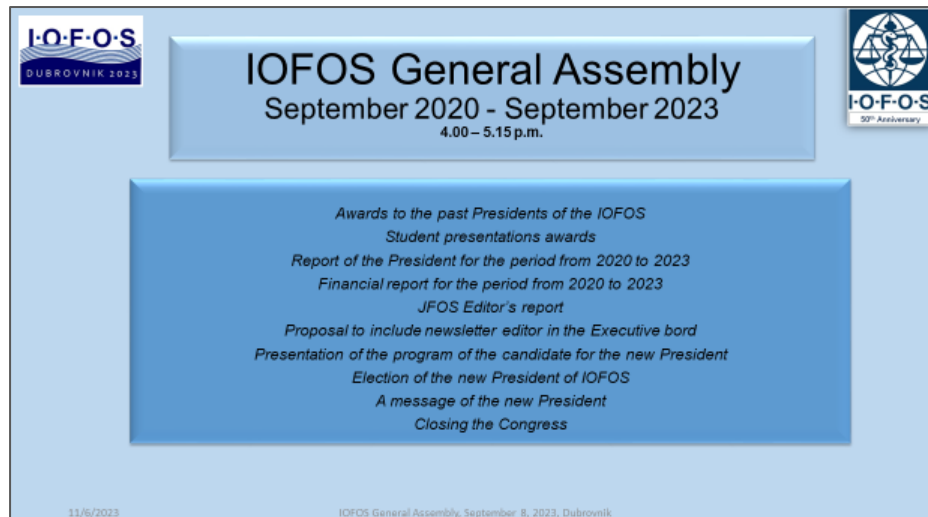 I·O·F·O·S
DUBROVNIK 2023
IOFOS General Assembly
September 2020 - September 2023
4.00 – 5.15 p.m.
I·O·F·O·S
50th Anniversary
Awards to the past Presidents of the IOFOS
Student presentations awards
Report of the President for the period from 2020 to 2023
Financial report for the period from 2020 to 2023
JFOS Editor's report
Proposal to include newsletter editor in the Executive bord
Presentation of the program of the candidate for the new President
Election of the new President of IOFOS
A message of the new President
Closing the Congress
11/6/2023
IOFOS General Assembly, September 8, 2023, Dubrovnik